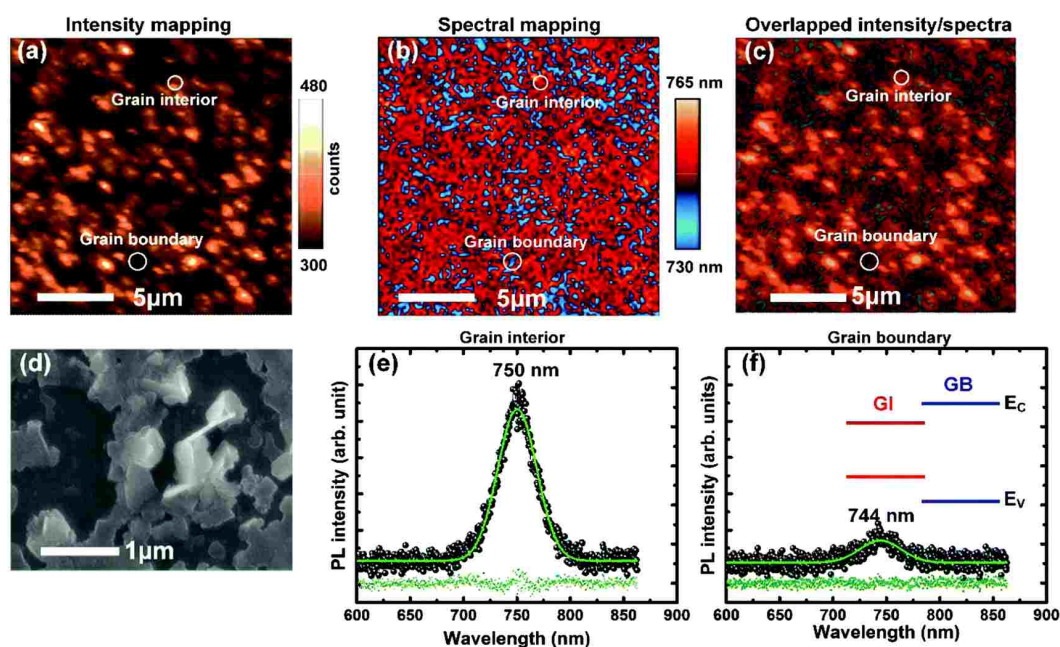 Intensity mapping
Spectral mapping
Overlapped intensity/spectra
(a)
Grain interior
Grain boundary
5μm
480
counts
300
(b)
Grain interior
Grain boundary
5μm
765 nm
730 nm
(c)
Grain interior
Grain boundary
5μm
(d)
1μm
Grain interior
(e)
750 nm
PL intensity (arb. unit)
600 650 700 750 800 850 900
Wavelength (nm)
Grain boundary
(f)
GB
GI
EC
EV
744 nm
PL intensity (arb. units)
600 650 700 750 800 850 900
Wavelength (nm)